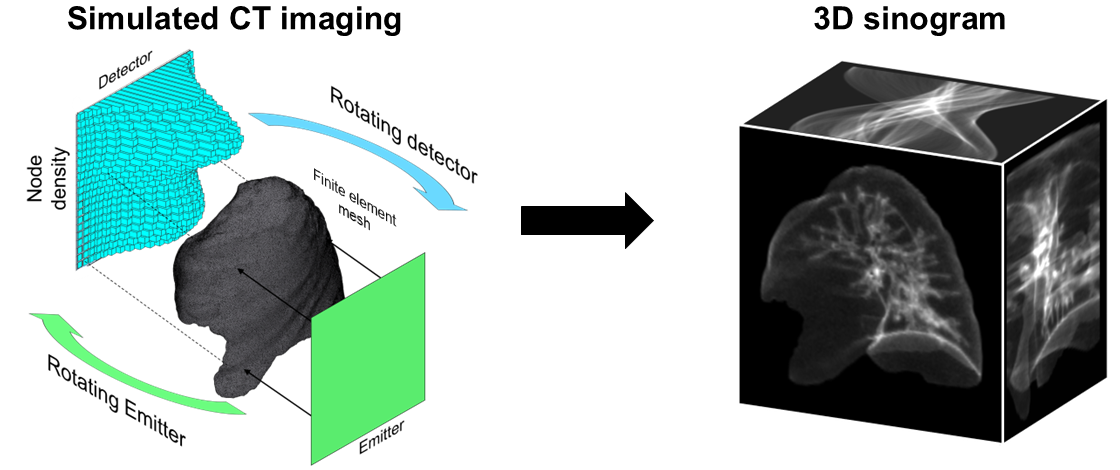 Simulated CT imaging
3D sinogram
Detector
Rotating detector
Node
density
Finite element
mesh
Rotating Emitter
Emitter